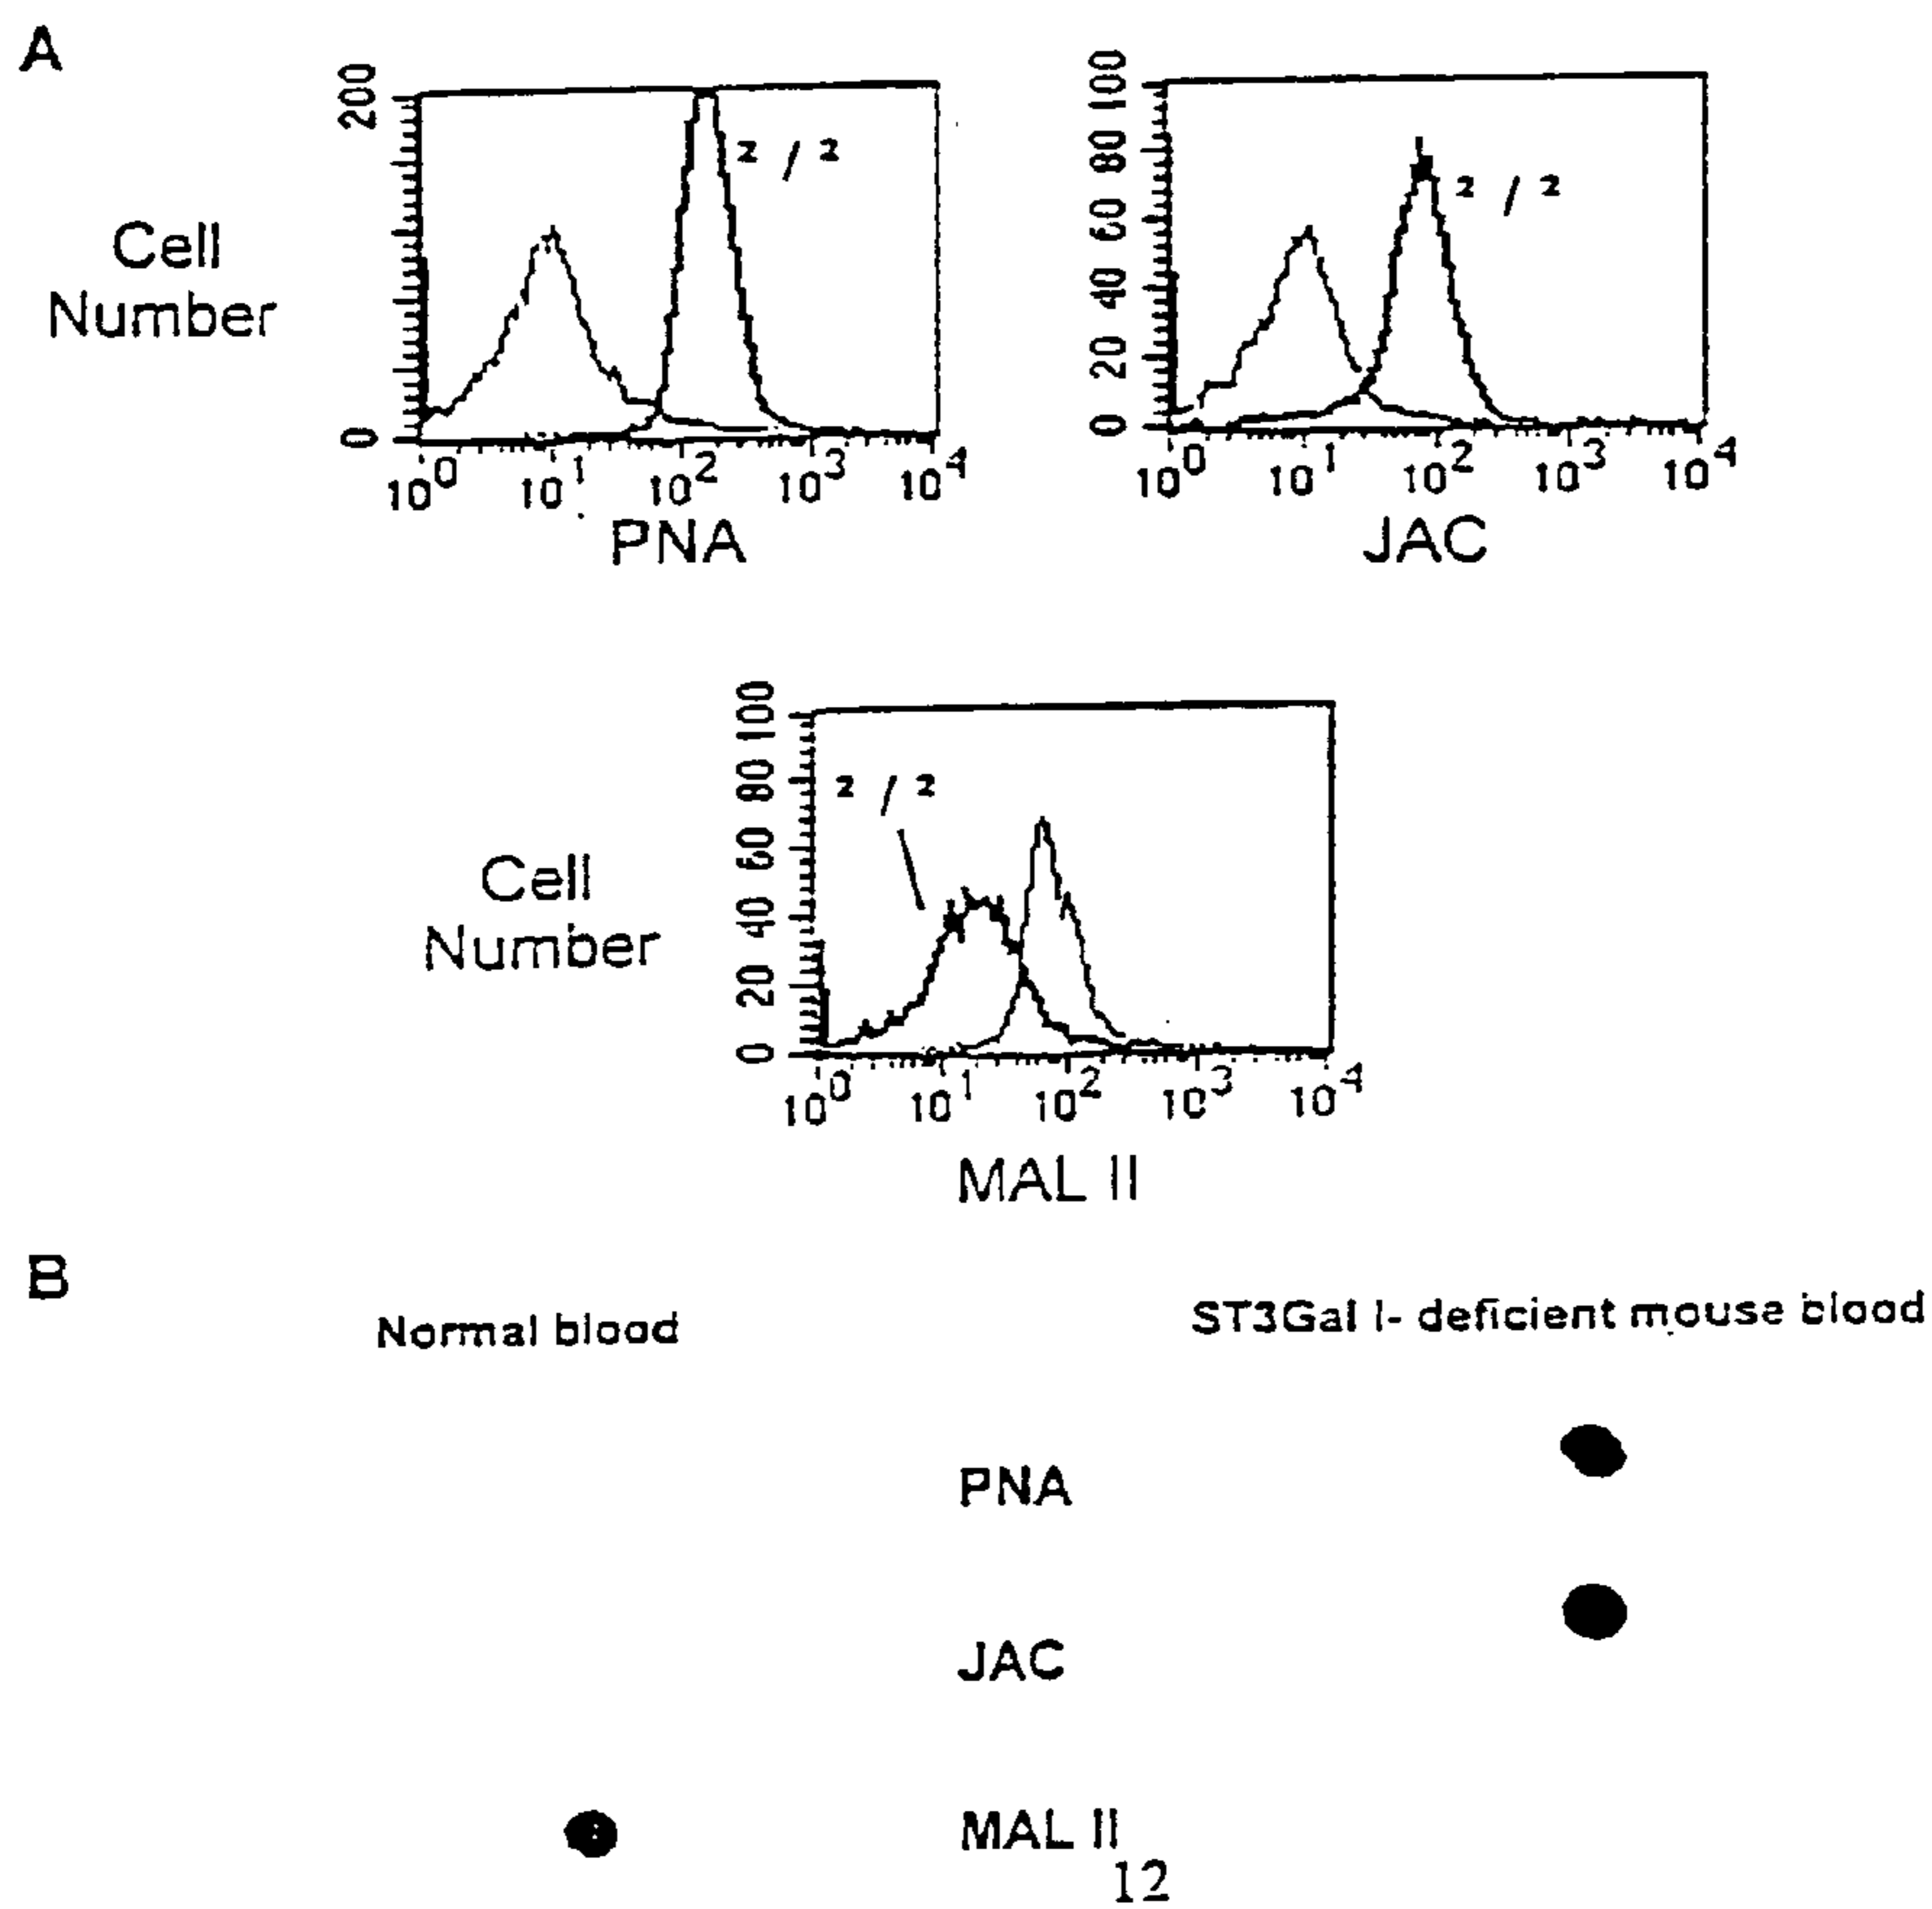 A
200
0
Cell
Number
2 / 2
10^0 10^1 10^2 10^3 10^4
PNA
100
80
60
40
20
0
2 / 2
10^0 10^1 10^2 10^3 10^4
JAC
Cell
Number
100
80
60
40
20
0
2 / 2
10^0 10^1 10^2 10^3 10^4
MAL II
B
Normal blood
ST3Gal I- deficient mouse blood
PNA
JAC
MAL II
12